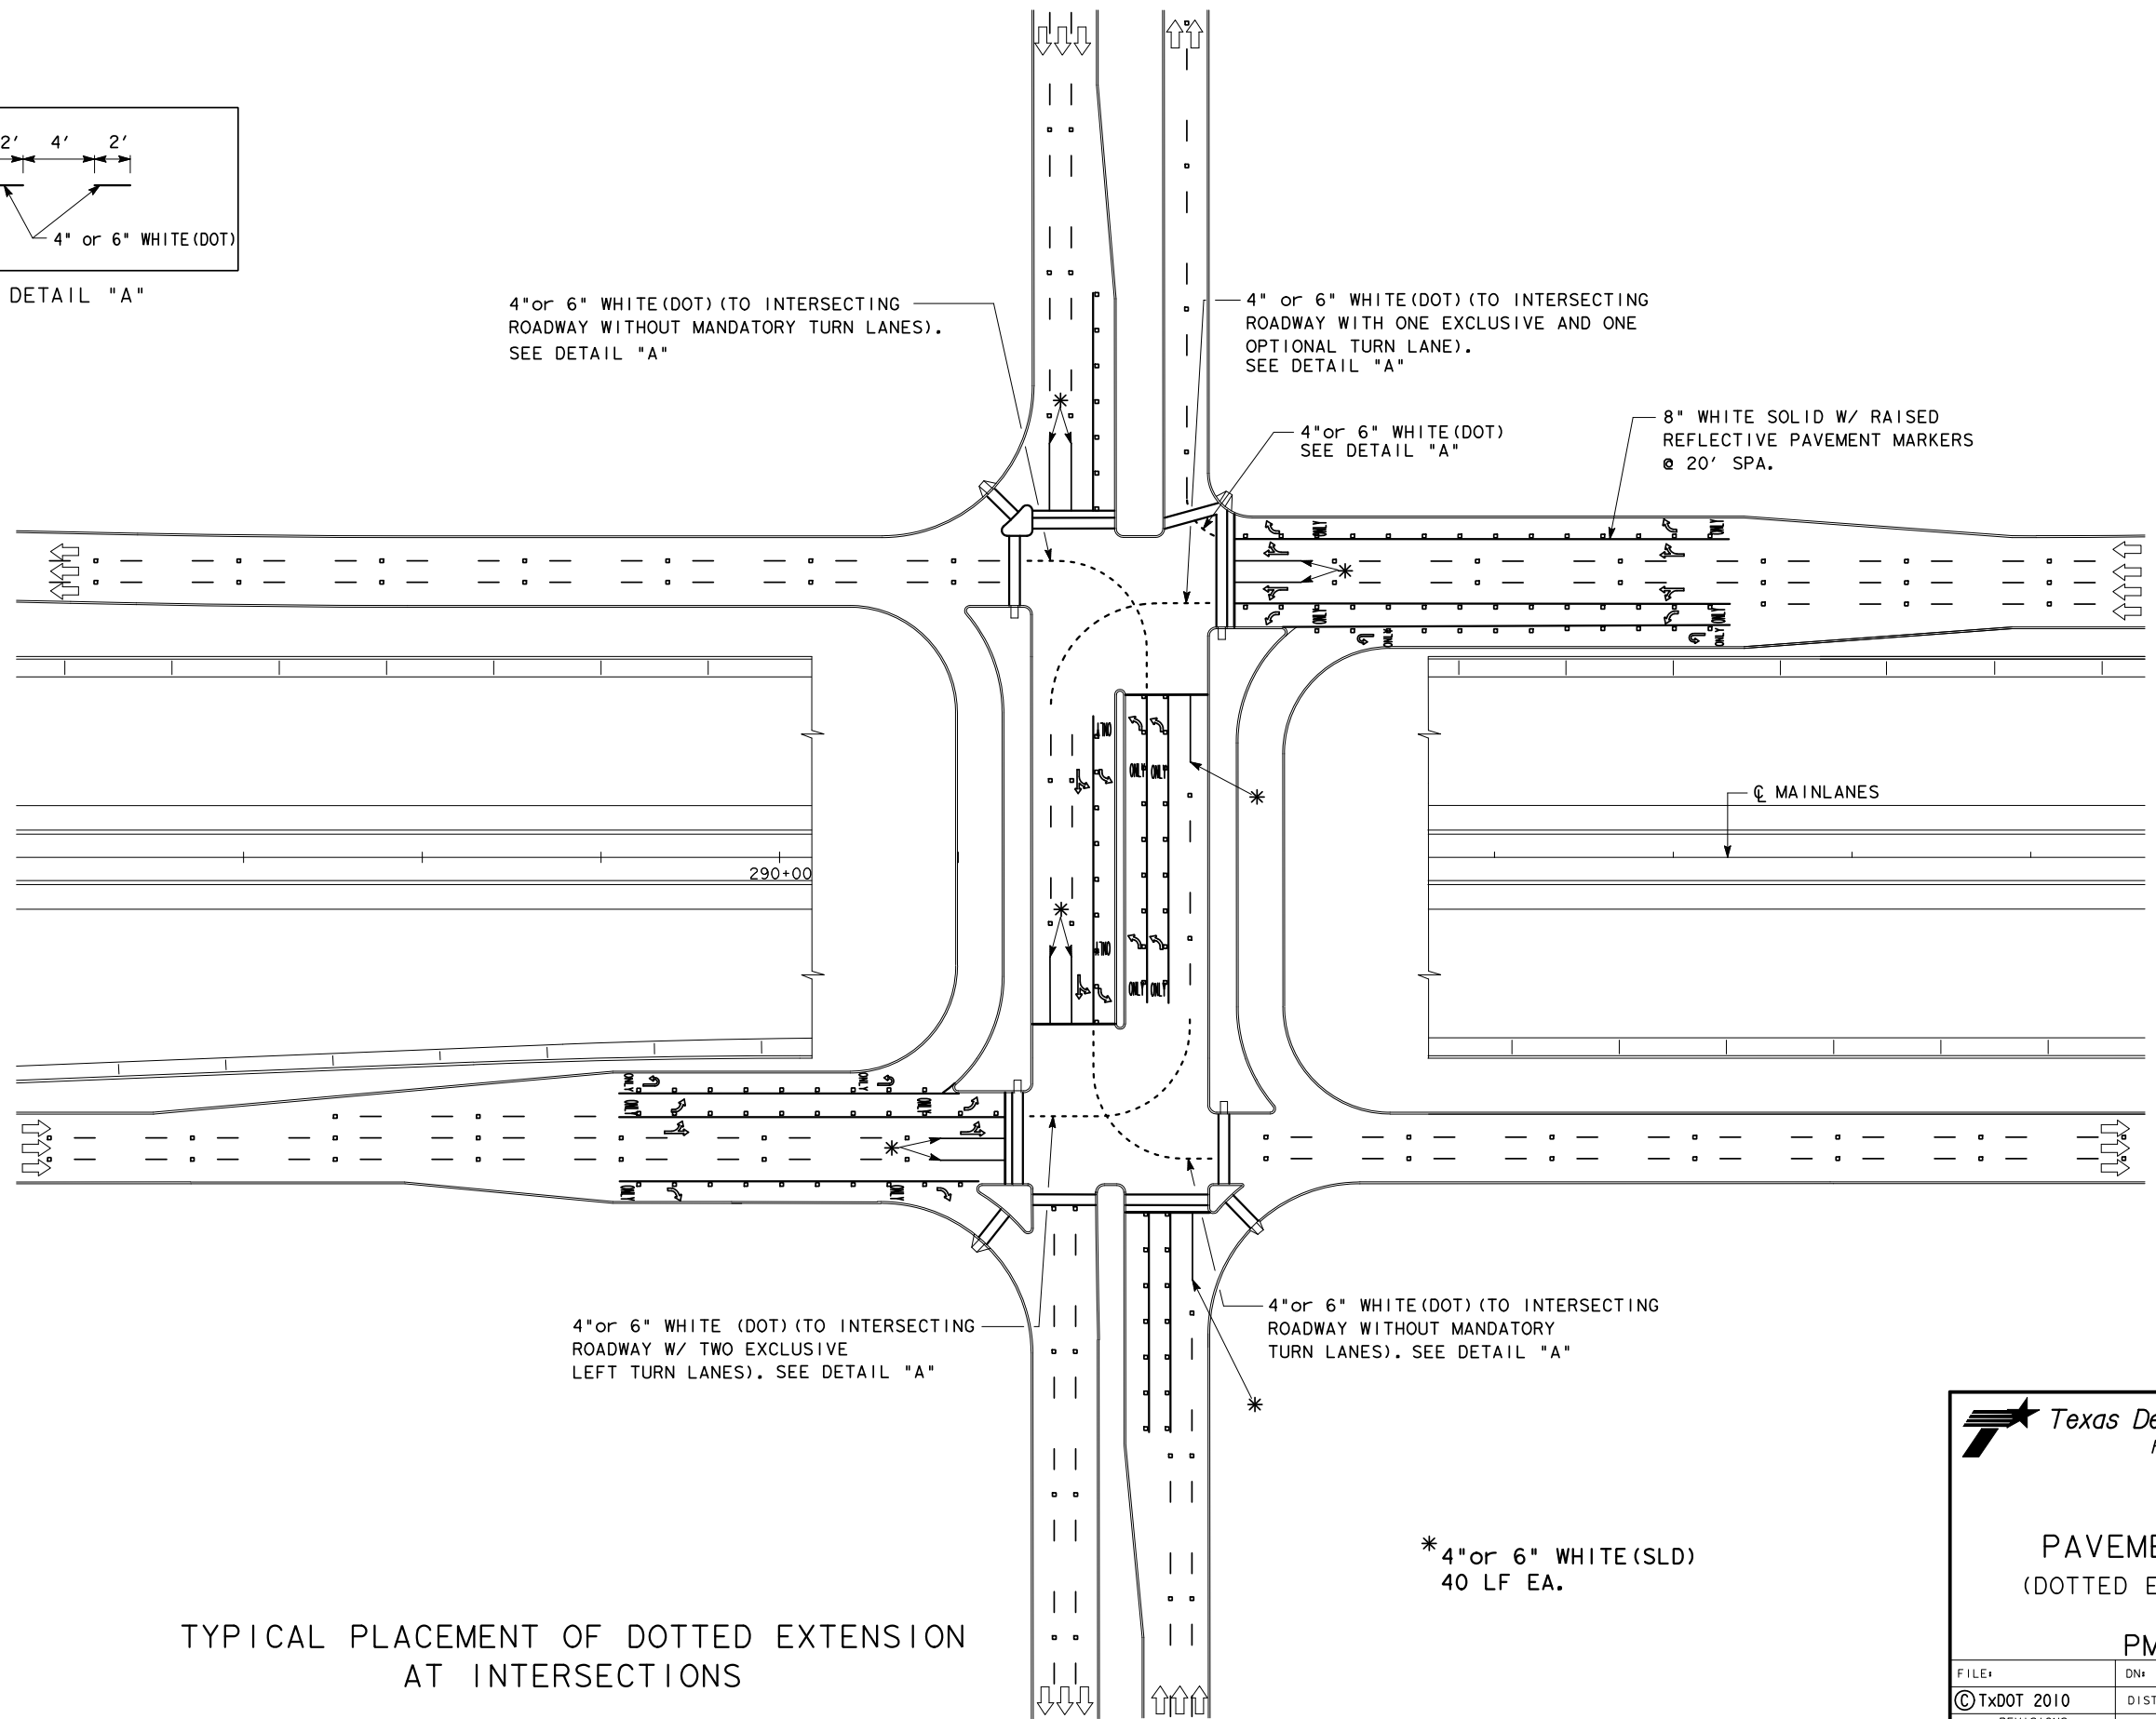 2' 4' 2'
4" or 6" WHITE(DOT)
DETAIL "A"
4"or 6" WHITE(DOT)(TO INTERSECTING
ROADWAY WITHOUT MANDATORY TURN LANES).
SEE DETAIL "A"
4" or 6" WHITE(DOT)(TO INTERSECTING
ROADWAY WITH ONE EXCLUSIVE AND ONE
OPTIONAL TURN LANE).
SEE DETAIL "A"
4"or 6" WHITE(DOT)
SEE DETAIL "A"
8" WHITE SOLID W/ RAISED
REFLECTIVE PAVEMENT MARKERS
@ 20' SPA.
ONLY ONLY
ONLY ONLY
ONLY ONLY
ONLY
ONLY ONLY
℄ MAINLANES
290+00
ONLY
ONLY ONLY
ONLY ONLY
ONLY ONLY
ONLY ONLY
4"or 6" WHITE (DOT)(TO INTERSECTING
ROADWAY W/ TWO EXCLUSIVE
LEFT TURN LANES). SEE DETAIL "A"
4"or 6" WHITE(DOT)(TO INTERSECTING
ROADWAY WITHOUT MANDATORY
TURN LANES). SEE DETAIL "A"
* 4"or 6" WHITE(SLD)
40 LF EA.
TYPICAL PLACEMENT OF DOTTED EXTENSION
AT INTERSECTIONS
Texas De
PAVEME
(DOTTED E
PM
FILE: DN:
© TxDOT 2010 DIST